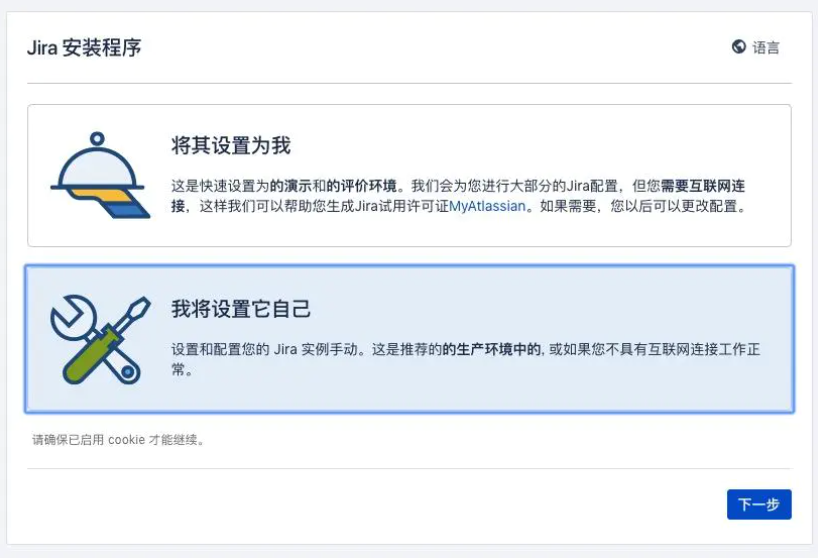 Jira 安装程序
语言
将其设置为我
这是快速设置为的演示和的评价环境。我们会为您进行大部分的Jira配置，但您需要互联网连
接，这样我们可以帮助您生成Jira试用许可证MyAtlassian。如果需要，您以后可以更改配置。
我将设置它自己
设置和配置您的 Jira 实例手动。这是推荐的的生产环境中的, 或如果您不具有互联网连接工作正
常。
请确保已启用 cookie 才能继续。
下一步